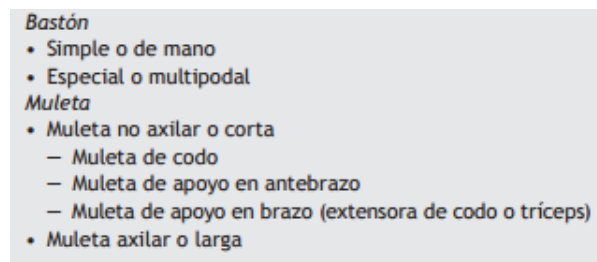 Bastón
• Simple o de mano
• Especial o multipodal
Muleta
• Muleta no axilar o corta
— Muleta de codo
— Muleta de apoyo en antebrazo
— Muleta de apoyo en brazo (extensora de codo o tríceps)
• Muleta axilar o larga